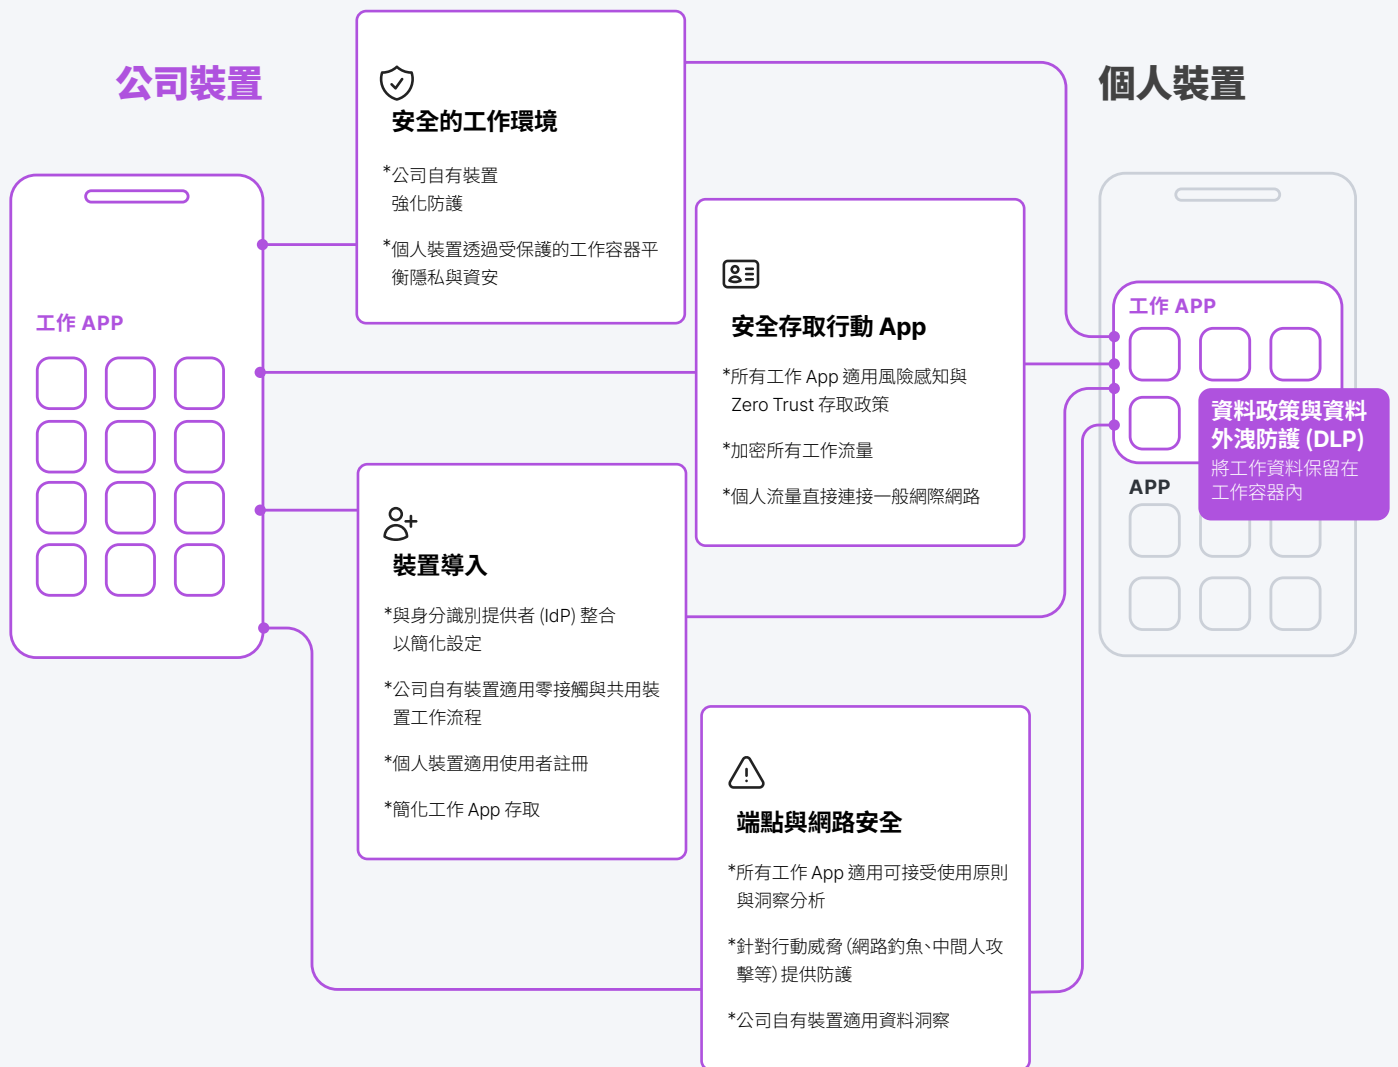 公司裝置
個人裝置
安全的工作環境
*公司自有裝置
強化防護
*個人裝置透過受保護的工作容器平
衡隱私與資安
工作 APP
安全存取行動 App
*所有工作 App 適用風險感知與
Zero Trust 存取政策
*加密所有工作流量
*個人流量直接連接一般網際網路
工作 APP
資料政策與資料
外洩防護 (DLP)
將工作資料保留在
工作容器內
APP
裝置導入
*與身分識別提供者 (IdP) 整合
以簡化設定
*公司自有裝置適用零接觸與共用裝
置工作流程
*個人裝置適用使用者註冊
*簡化工作 App 存取
端點與網路安全
*所有工作 App 適用可接受使用原則
與洞察分析
*針對行動威脅（網路釣魚、中間人攻
擊等）提供防護
*公司自有裝置適用資料洞察